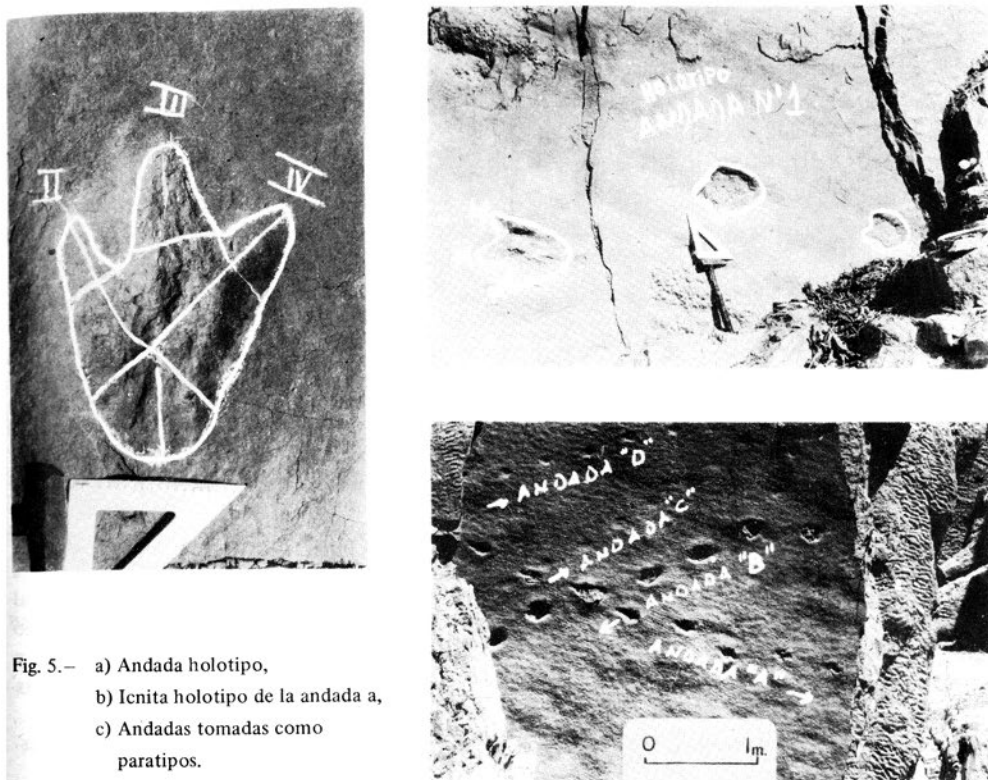 II
III
IV
HOLOTIPO
ANDADA Nº1
ANDADA "D"
ANDADA "C"
ANDADA "B"
ANDADA "A"
0 1m.
Fig. 5.— a) Andada holotipo,
b) Icnita holotipo de la andada a,
c) Andadas tomadas como
paratipos.